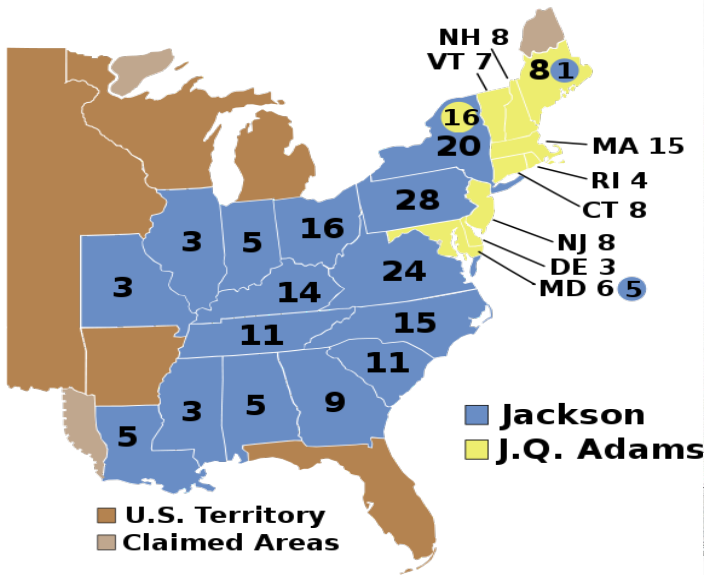 NH 8
VT 7
8 1
16
20
MA 15
RI 4
CT 8
28
NJ 8
DE 3
MD 6 5
3
5
16
24
3
14
11
15
11
3
5
9
5
Jackson
J.Q. Adams
U.S. Territory
Claimed Areas